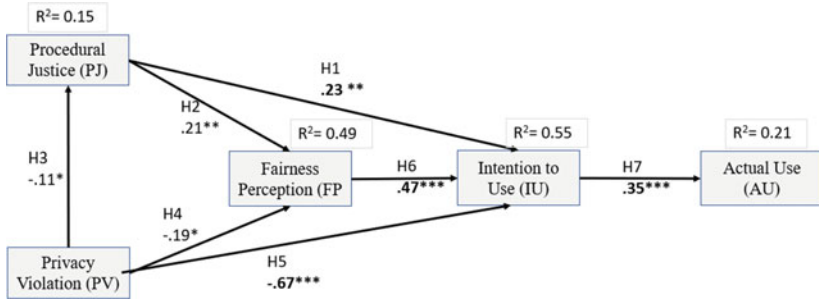 R²= 0.15
Procedural
Justice (PJ)
H1
.23 **
H2
.21**
R²= 0.49
R²= 0.55
R²= 0.21
H3
-.11*
Fairness
Perception (FP
H6
.47***
Intention to
Use (IU)
H7
.35***
Actual Use
(AU)
H4
-.19*
Privacy
Violation (PV)
H5
-.67***